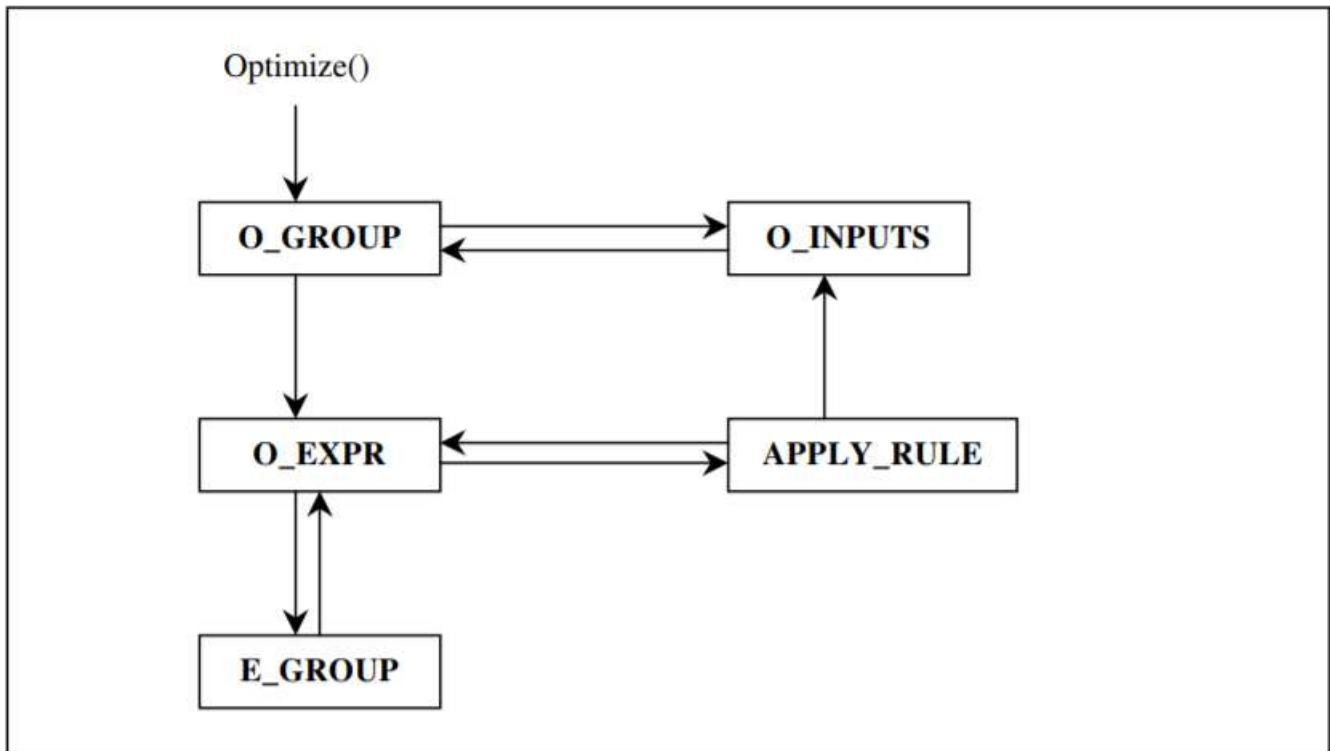 Optimize()
O_GROUP
O_INPUTS
O_EXPR
APPLY_RULE
E_GROUP